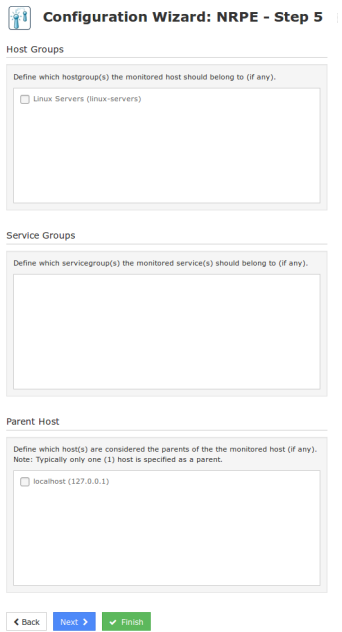 Configuration Wizard: NRPE - Step 5
Host Groups
Define which hostgroup(s) the monitored host should belong to (if any).
Linux Servers (linux-servers)
Service Groups
Define which servicegroup(s) the monitored service(s) should belong to (if any).
Parent Host
Define which host(s) are considered the parents of the the monitored host (if any).
Note: Typically only one (1) host is specified as a parent.
localhost (127.0.0.1)
Back
Next
Finish